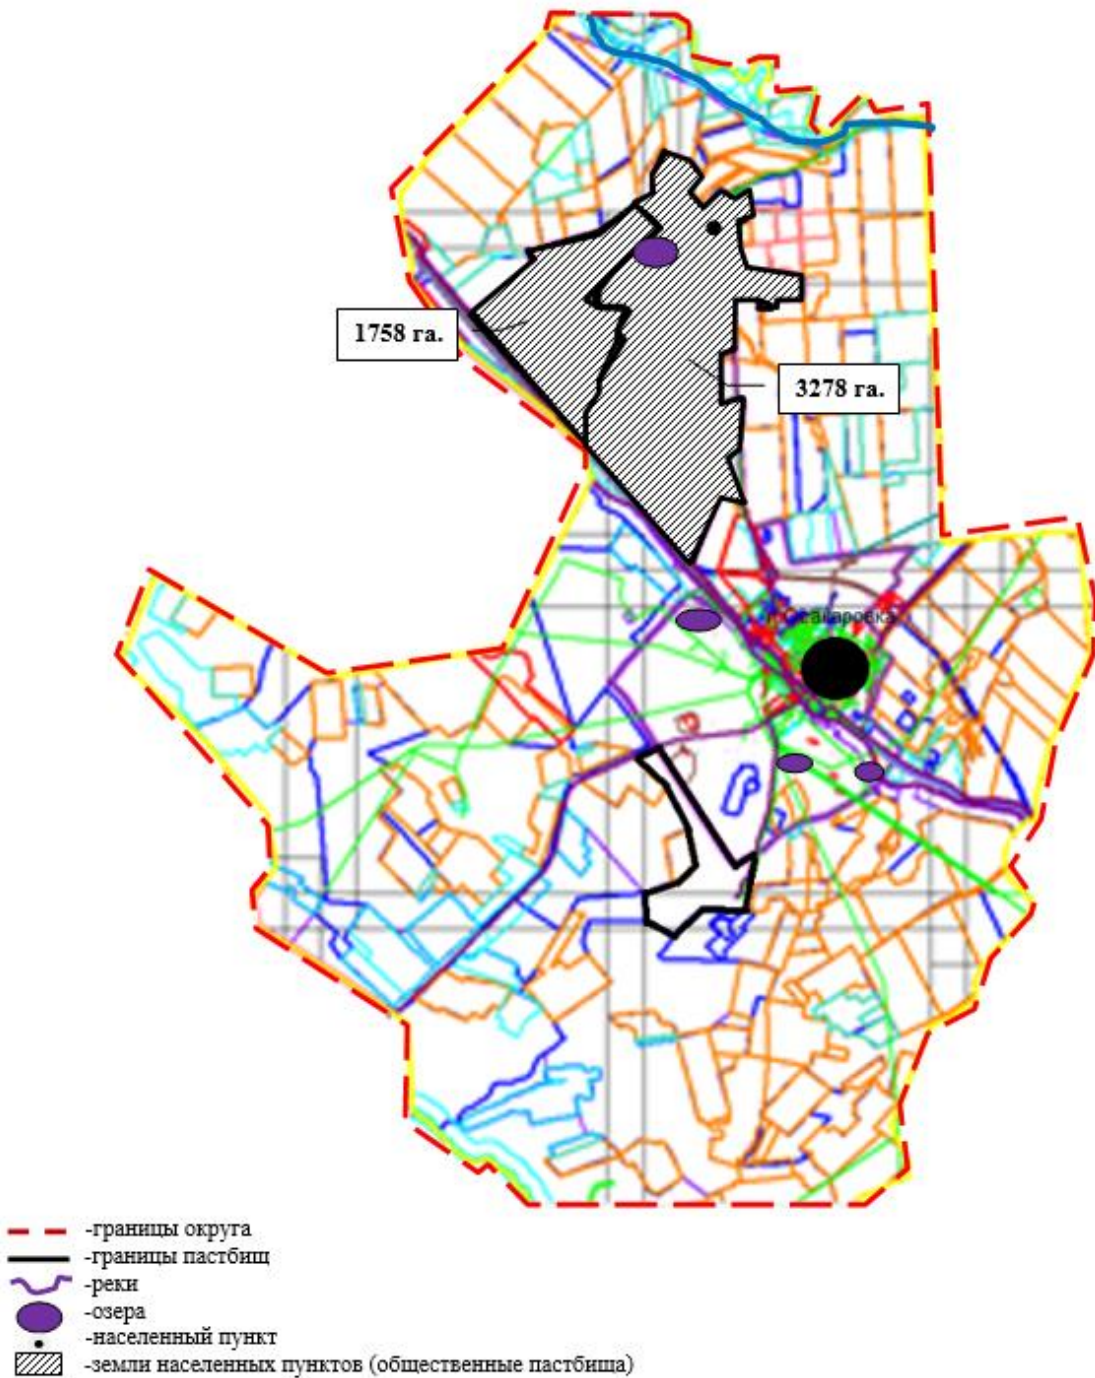 1758 га.
3278 га.
-границы округа
-границы пастбищ
-реки
-озера
-населенный пункт
-земли населенных пунктов (общественные пастбища)